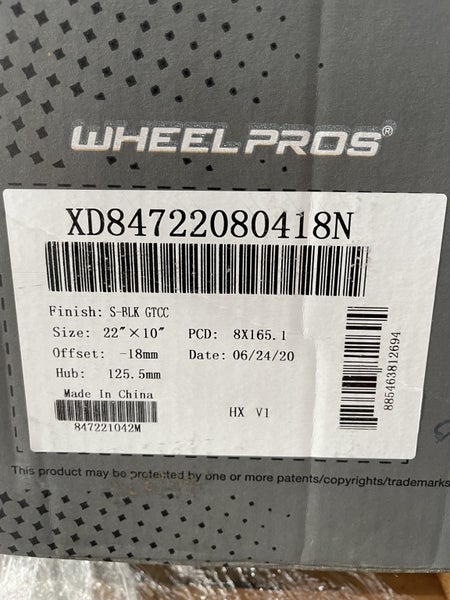 WHEEL PROS®
XD84722080418N
Finish: S-BLK GTCC
Size: 22″×10″ PCD: 8X165.1
Offset: -18mm Date: 06/24/20
Hub: 125.5mm
Made In China
847221042M
HX V1
885463812694
This product may be protected by one or more patents/copyrights/trademarks